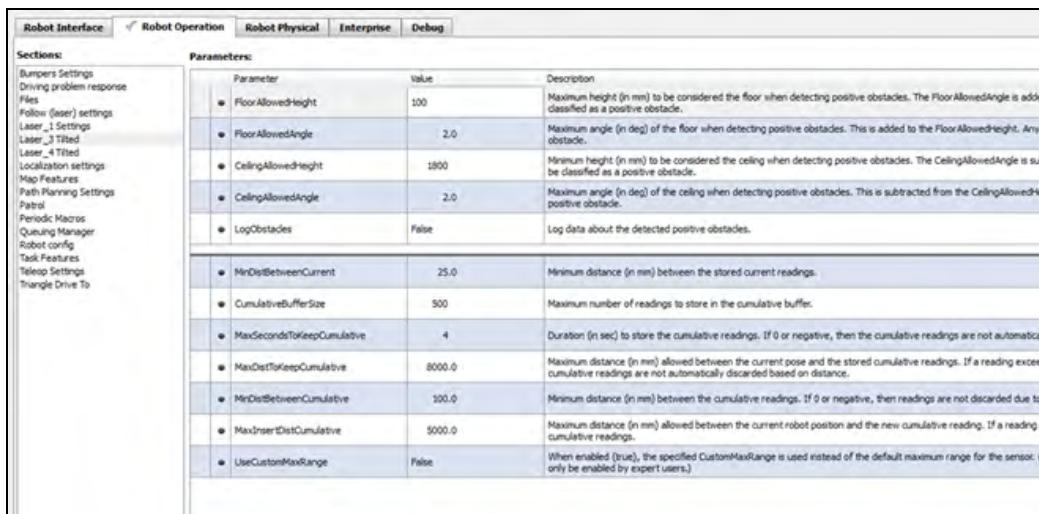 Robot Interface Robot Operation Robot Physical Enterprise Debug
Sections:
Bumpers Settings
Driving problem response
Files
Follow (laser) settings
Laser_1 Settings
Laser_3 Tilted
Laser_4 Tilted
Localization settings
Map Features
Path Planning Settings
Patrol
Periodic Macros
Queuing Manager
Robot config
Task Features
Teleop Settings
Triangle Drive To
Parameters:
Parameter Value Description
FloorAllowedHeight 100 Maximum height (in mm) to be considered the floor when detecting positive obstacles. The FloorAllowedAngle is adde
classified as a positive obstacle.
FloorAllowedAngle 2.0 Maximum angle (in deg) of the floor when detecting positive obstacles. This is added to the FloorAllowedHeight. Any
obstacle.
CeilingAllowedHeight 1800 Minimum height (in mm) to be considered the ceiling when detecting positive obstacles. The CeilingAllowedAngle is su
be classified as a positive obstacle.
CeilingAllowedAngle 2.0 Maximum angle (in deg) of the ceiling when detecting positive obstacles. This is subtracted from the CeilingAllowedH
positive obstacle.
LogObstacles False Log data about the detected positive obstacles.
MinDistBetweenCurrent 25.0 Minimum distance (in mm) between the stored current readings.
CumulativeBufferSize 500 Maximum number of readings to store in the cumulative buffer.
MaxSecondsToKeepCumulative 4 Duration (in sec) to store the cumulative readings. If 0 or negative, then the cumulative readings are not automatica
MaxDistToKeepCumulative 8000.0 Maximum distance (in mm) allowed between the current pose and the stored cumulative readings. If a reading excee
cumulative readings are not automatically discarded based on distance.
MinDistBetweenCumulative 100.0 Minimum distance (in mm) between the cumulative readings. If 0 or negative, then readings are not discarded due to
MaxInsertDistCumulative 5000.0 Maximum distance (in mm) allowed between the current robot position and the new cumulative reading. If a reading
cumulative readings.
UseCustomMaxRange False When enabled (true), the specified CustomMaxRange is used instead of the default maximum range for the sensor.
only be enabled by expert users.)